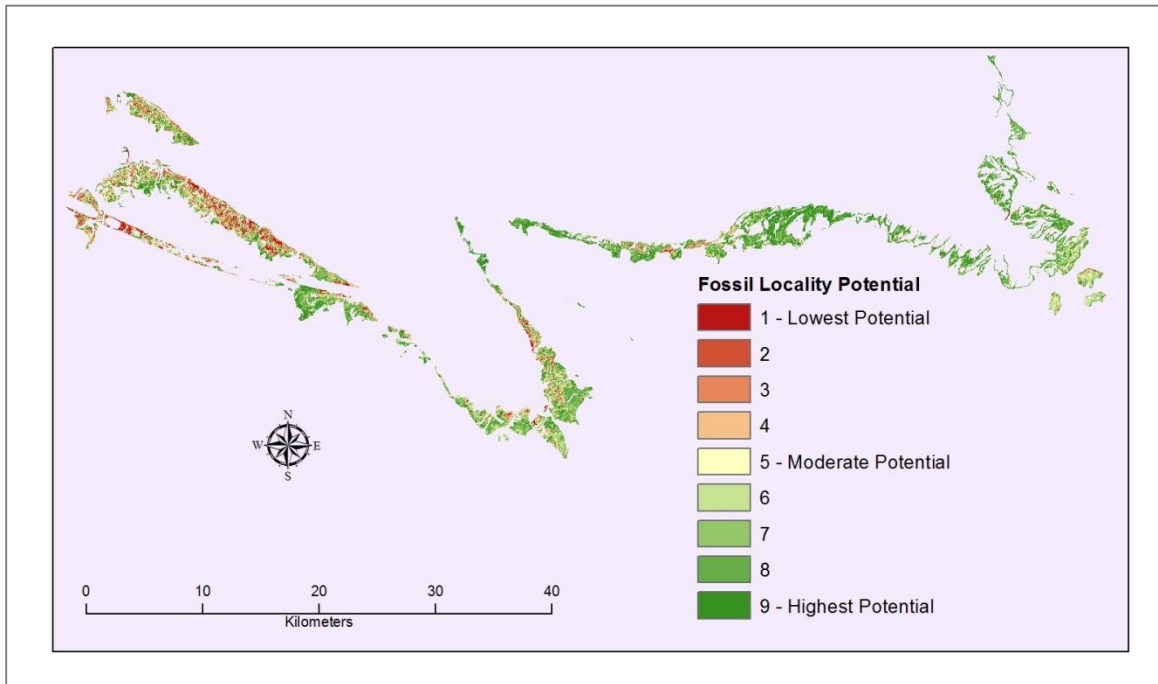 Fossil Locality Potential
1 - Lowest Potential
2
3
4
5 - Moderate Potential
6
7
8
9 - Highest Potential
N
W E
S
0 10 20 30 40
Kilometers